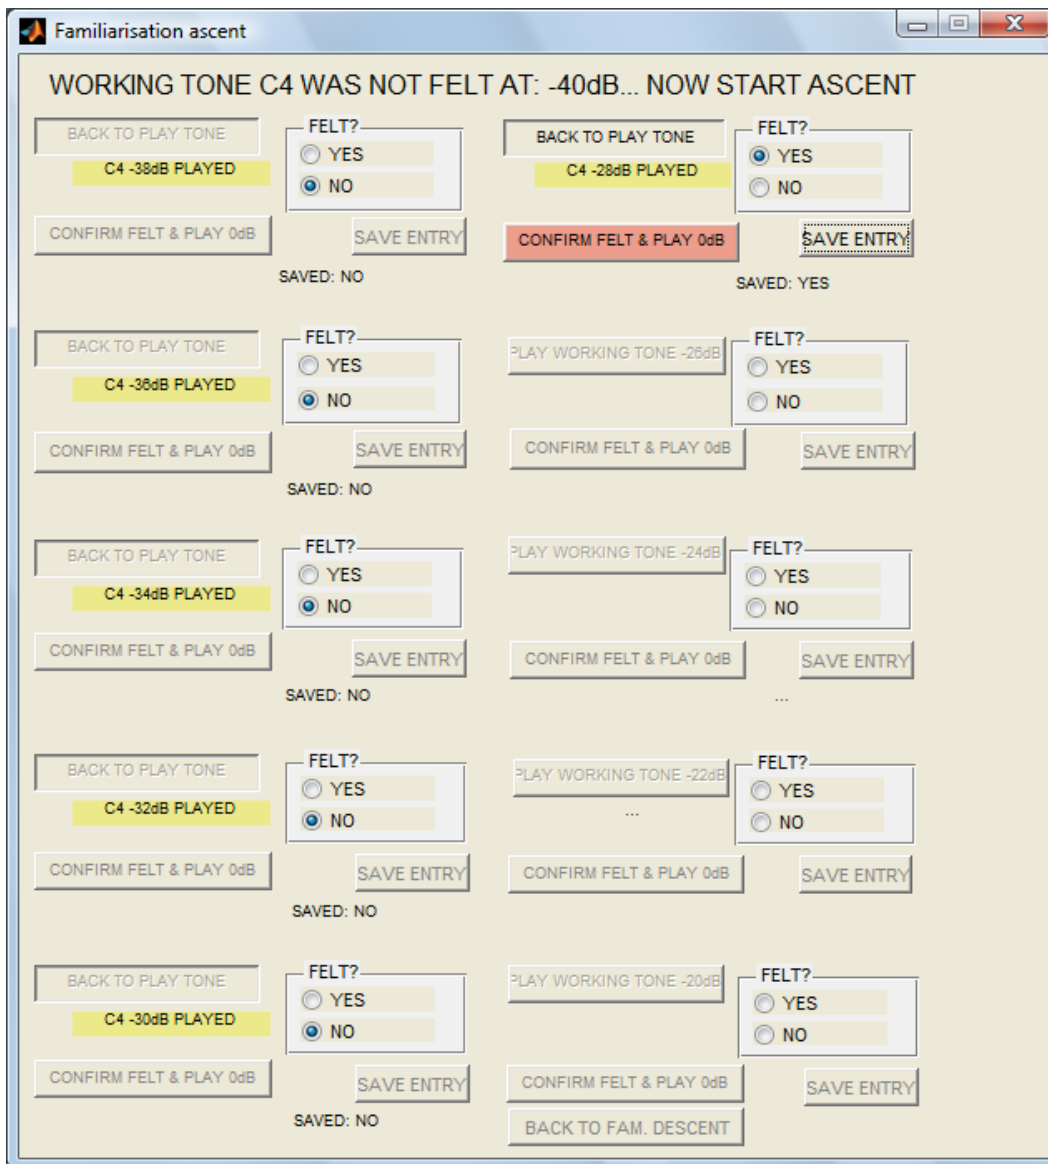 Familiarisation ascent
WORKING TONE C4 WAS NOT FELT AT: -40dB... NOW START ASCENT
BACK TO PLAY TONE
C4 -38dB PLAYED
FELT?
YES
NO
CONFIRM FELT & PLAY 0dB
SAVE ENTRY
SAVED: NO
BACK TO PLAY TONE
C4 -36dB PLAYED
FELT?
YES
NO
CONFIRM FELT & PLAY 0dB
SAVE ENTRY
SAVED: NO
BACK TO PLAY TONE
C4 -34dB PLAYED
FELT?
YES
NO
CONFIRM FELT & PLAY 0dB
SAVE ENTRY
SAVED: NO
BACK TO PLAY TONE
C4 -32dB PLAYED
FELT?
YES
NO
CONFIRM FELT & PLAY 0dB
SAVE ENTRY
SAVED: NO
BACK TO PLAY TONE
C4 -30dB PLAYED
FELT?
YES
NO
CONFIRM FELT & PLAY 0dB
SAVE ENTRY
SAVED: NO
BACK TO PLAY TONE
C4 -28dB PLAYED
FELT?
YES
NO
CONFIRM FELT & PLAY 0dB
SAVE ENTRY
SAVED: YES
PLAY WORKING TONE -26dB
FELT?
YES
NO
CONFIRM FELT & PLAY 0dB
SAVE ENTRY
PLAY WORKING TONE -24dB
FELT?
YES
NO
CONFIRM FELT & PLAY 0dB
SAVE ENTRY
...
PLAY WORKING TONE -22dB
...
FELT?
YES
NO
CONFIRM FELT & PLAY 0dB
SAVE ENTRY
PLAY WORKING TONE -20dB
FELT?
YES
NO
CONFIRM FELT & PLAY 0dB
SAVE ENTRY
BACK TO FAM. DESCENT